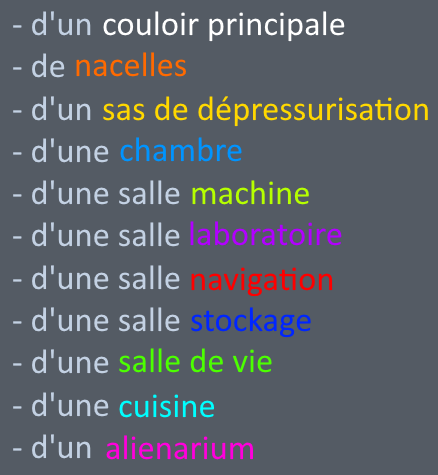 - d'un couloir principale
- de nacelles
- d'un sas de dépressurisation
- d'une chambre
- d'une salle machine
- d'une salle laboratoire
- d'une salle navigation
- d'une salle stockage
- d'une salle de vie
- d'une cuisine
- d'un alienarium